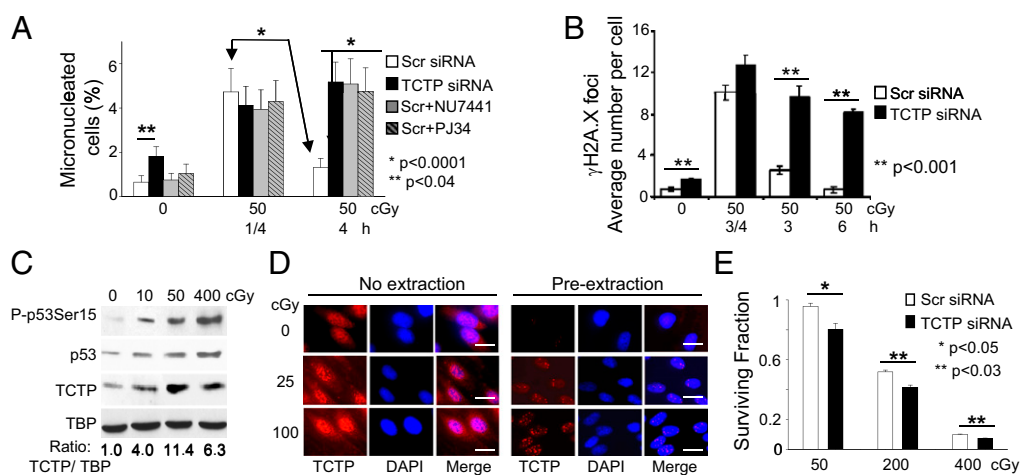 A
Micronucleated cells (%)
6
4
2
0
*
*
**
Scr siRNA
TCTP siRNA
Scr+NU7441
Scr+PJ34
* p<0.0001
** p<0.04
0 50 50 cGy
1/4 4 h
B
γH2A.X foci
Average number per cell
16
12
8
4
0
**
**
**
Scr siRNA
TCTP siRNA
** p<0.001
0 50 50 50 cGy
3/4 3 6 h
C
0 10 50 400 cGy
P-p53Ser15
p53
TCTP
TBP
Ratio: 1.0 4.0 11.4 6.3
TCTP/ TBP
D
No extraction Pre-extraction
cGy
0
25
100
TCTP DAPI Merge TCTP DAPI Merge
E
Surviving Fraction
1
0.6
0.2
0
*
**
**
Scr siRNA
TCTP siRNA
* p<0.05
** p<0.03
50 200 400 cGy